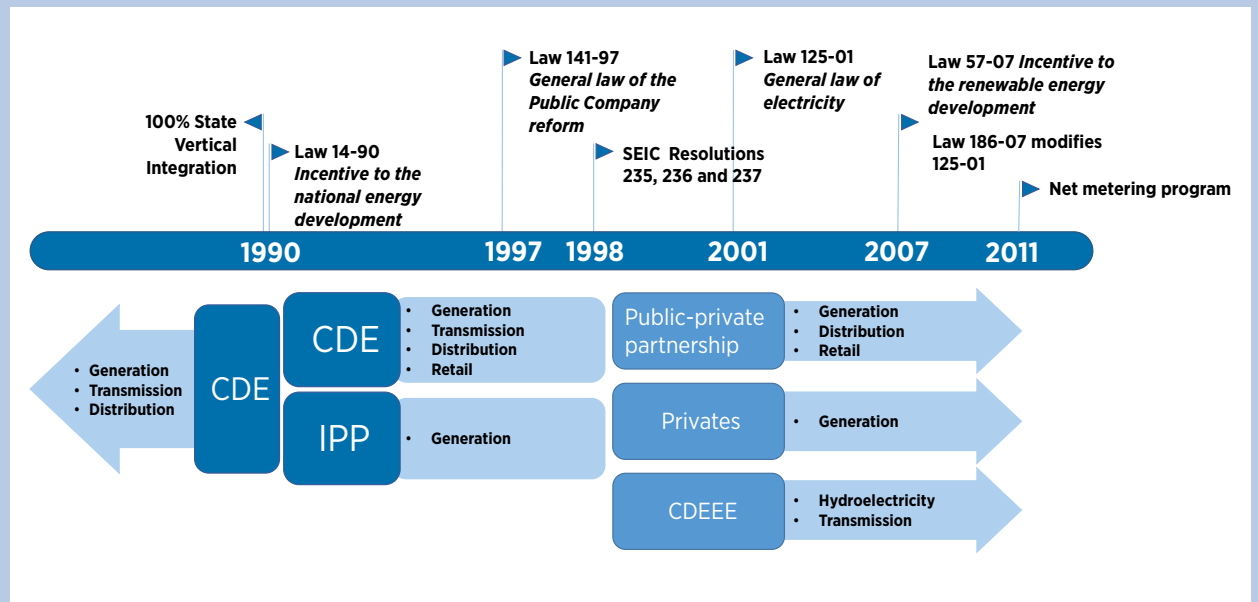 100% State
Vertical
Integration
Law 14-90
Incentive to the
national energy
development
Law 141-97
General law of the
Public Company
reform
SEIC Resolutions
235, 236 and 237
Law 125-01
General law of
electricity
Law 57-07 Incentive to
the renewable energy
development
Law 186-07 modifies
125-01
Net metering program
1990
1997
1998
2001
2007
2011
• Generation
• Transmission
• Distribution
CDE
CDE
• Generation
• Transmission
• Distribution
• Retail
IPP
• Generation
Public-private
partnership
• Generation
• Distribution
• Retail
Privates
• Generation
CDEEE
• Hydroelectricity
• Transmission